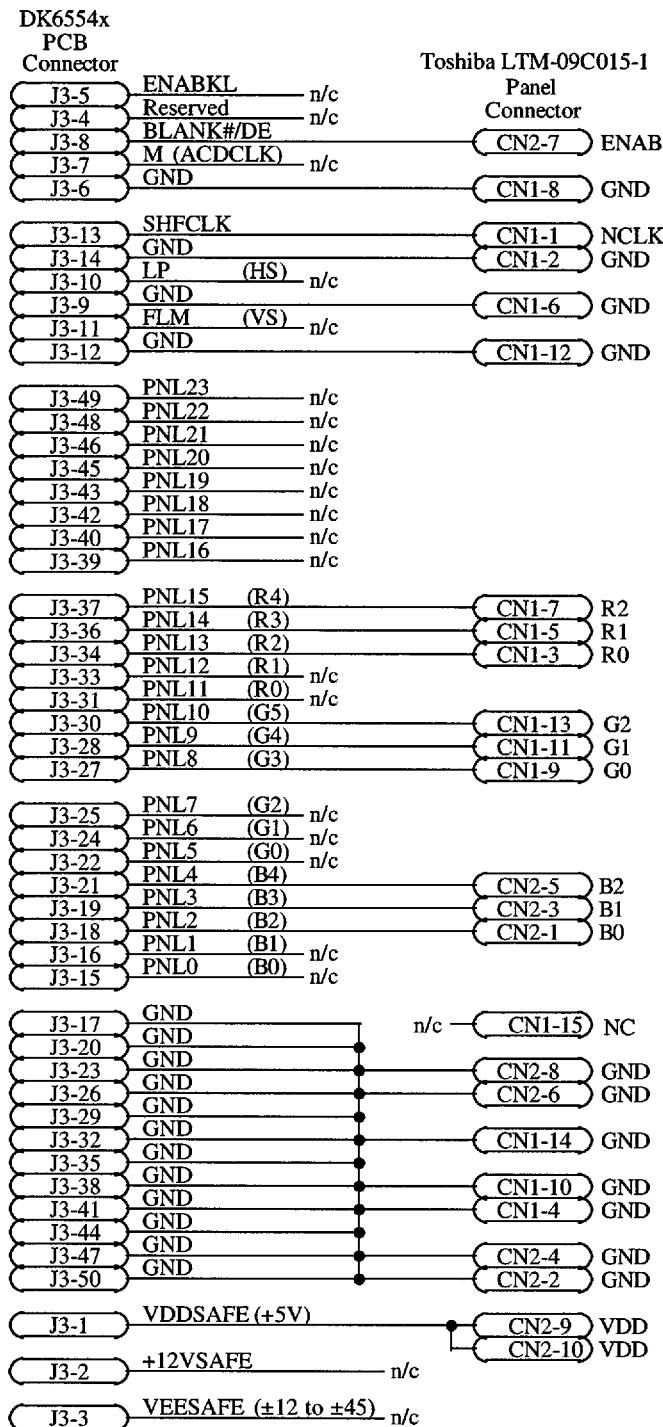 DK6554x
PCB
Connector
Toshiba LTM-09C015-1
Panel
Connector
J3-5 ENABKL n/c
J3-4 Reserved n/c
J3-8 BLANK#/DE CN2-7 ENAB
J3-7 M (ACDCLK) n/c
J3-6 GND CN1-8 GND
J3-13 SHFCLK CN1-1 NCLK
J3-14 GND CN1-2 GND
J3-10 LP (HS) n/c
J3-9 GND CN1-6 GND
J3-11 FLM (VS) n/c
J3-12 GND CN1-12 GND
J3-49 PNL23 n/c
J3-48 PNL22 n/c
J3-46 PNL21 n/c
J3-45 PNL20 n/c
J3-43 PNL19 n/c
J3-42 PNL18 n/c
J3-40 PNL17 n/c
J3-39 PNL16 n/c
J3-37 PNL15 (R4) CN1-7 R2
J3-36 PNL14 (R3) CN1-5 R1
J3-34 PNL13 (R2) CN1-3 R0
J3-33 PNL12 (R1) n/c
J3-31 PNL11 (R0) n/c
J3-30 PNL10 (G5) CN1-13 G2
J3-28 PNL9 (G4) CN1-11 G1
J3-27 PNL8 (G3) CN1-9 G0
J3-25 PNL7 (G2) n/c
J3-24 PNL6 (G1) n/c
J3-22 PNL5 (G0) n/c
J3-21 PNL4 (B4) CN2-5 B2
J3-19 PNL3 (B3) CN2-3 B1
J3-18 PNL2 (B2) CN2-1 B0
J3-16 PNL1 (B1) n/c
J3-15 PNL0 (B0) n/c
J3-17 GND n/c CN1-15 NC
J3-20 GND
J3-23 GND CN2-8 GND
J3-26 GND CN2-6 GND
J3-29 GND
J3-32 GND CN1-14 GND
J3-35 GND
J3-38 GND CN1-10 GND
J3-41 GND CN1-4 GND
J3-44 GND
J3-47 GND CN2-4 GND
J3-50 GND CN2-2 GND
J3-1 VDDSAFE (+5V) CN2-9 VDD
CN2-10 VDD
J3-2 +12VSAFE n/c
J3-3 VEESAFE (±12 to ±45) n/c